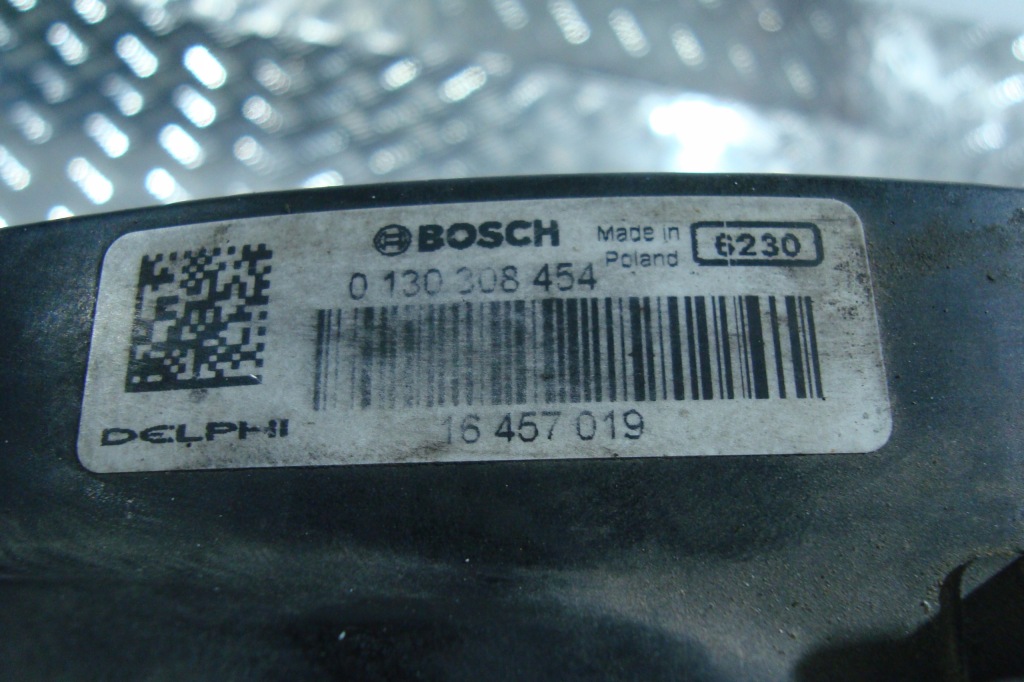 BOSCH
Made in
Poland
6230
0 130 308 454
16 457 019
DELPHI